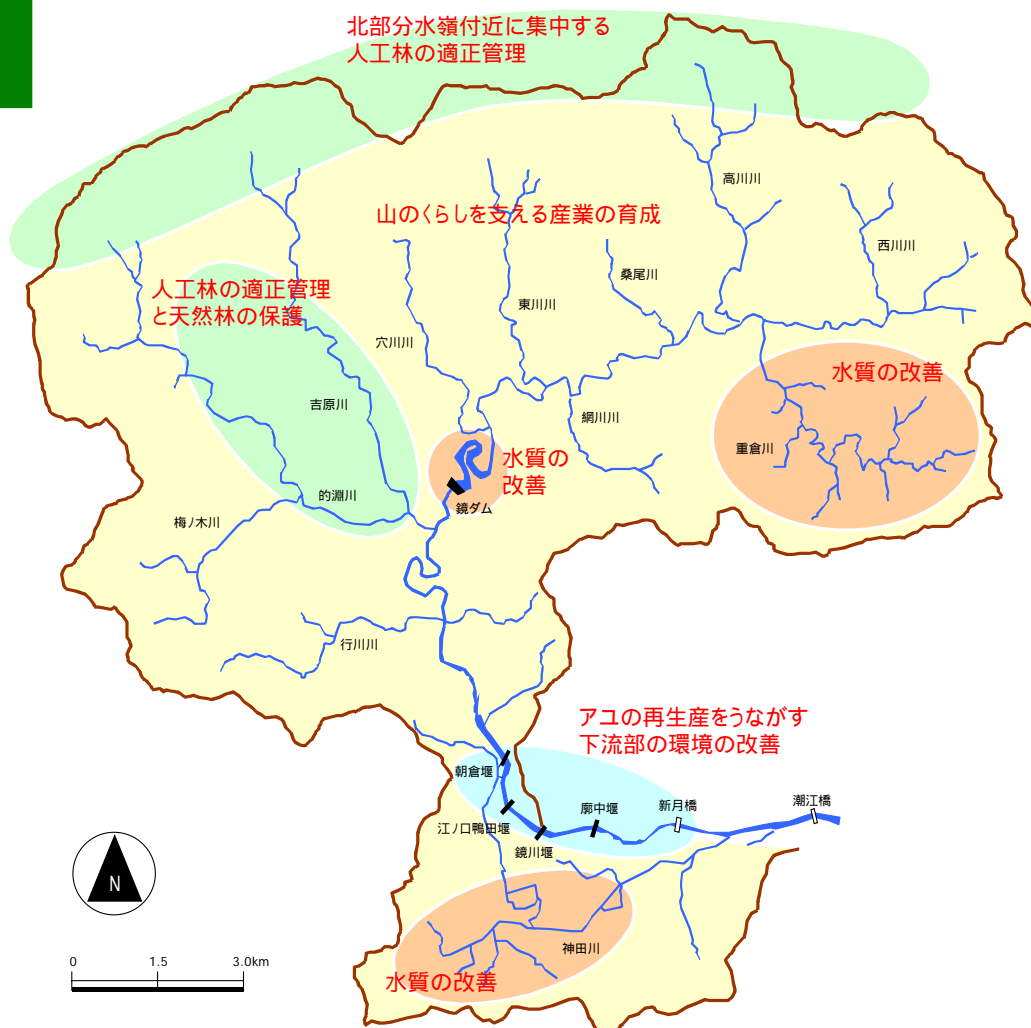 北部分水嶺付近に集中する
人工林の適正管理
高川川
山のくらしを支える産業の育成
西川川
桑尾川
人工林の適正管理
と天然林の保護
東川川
穴川川
水質の改善
吉原川
網川川
重倉川
水質の
改善
的淵川
鏡ダム
梅ノ木川
行川川
アユの再生産をうながす
下流部の環境の改善
朝倉堰
潮江橋
新月橋
廓中堰
江ノ口鴨田堰
鏡川堰
N
神田川
水質の改善
0 1.5 3.0km